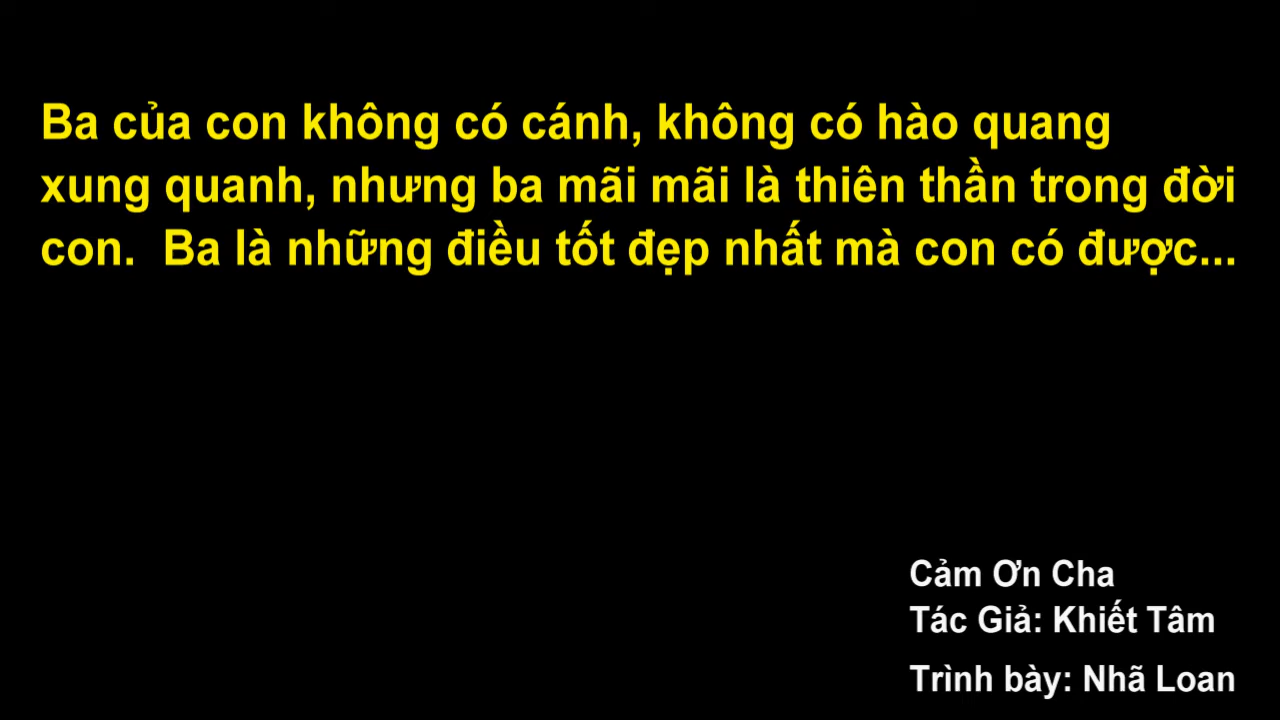 Ba của con không có cánh, không có hào quang
xung quanh, nhưng ba mãi mãi là thiên thần trong đời
con.  Ba là những điều tốt đẹp nhất mà con có được...
Cảm Ơn Cha
Tác Giả: Khiết Tâm
Trình bày: Nhã Loan